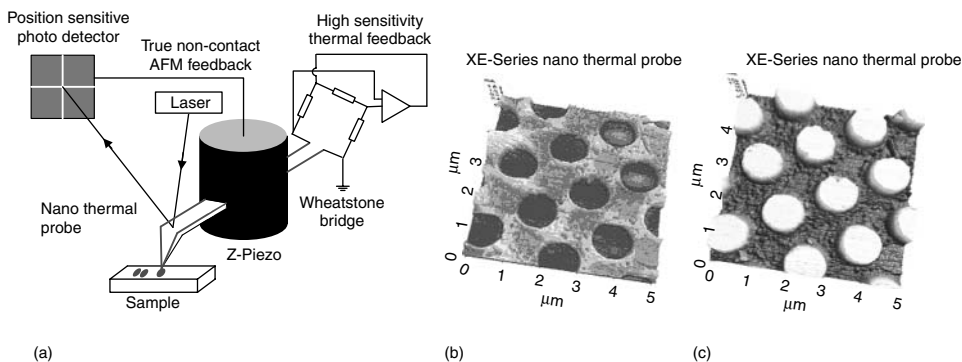 Position sensitive
photo detector
True non-contact
AFM feedback
High sensitivity
thermal feedback
Laser
Nano thermal
probe
Z-Piezo
Wheatstone
bridge
Sample
(a)
XE-Series nano thermal probe
4
3
2
1
0
μm
0
1
2
3
4
5
μm
(b)
XE-Series nano thermal probe
4
3
2
1
0
μm
0
1
2
3
4
5
μm
(c)